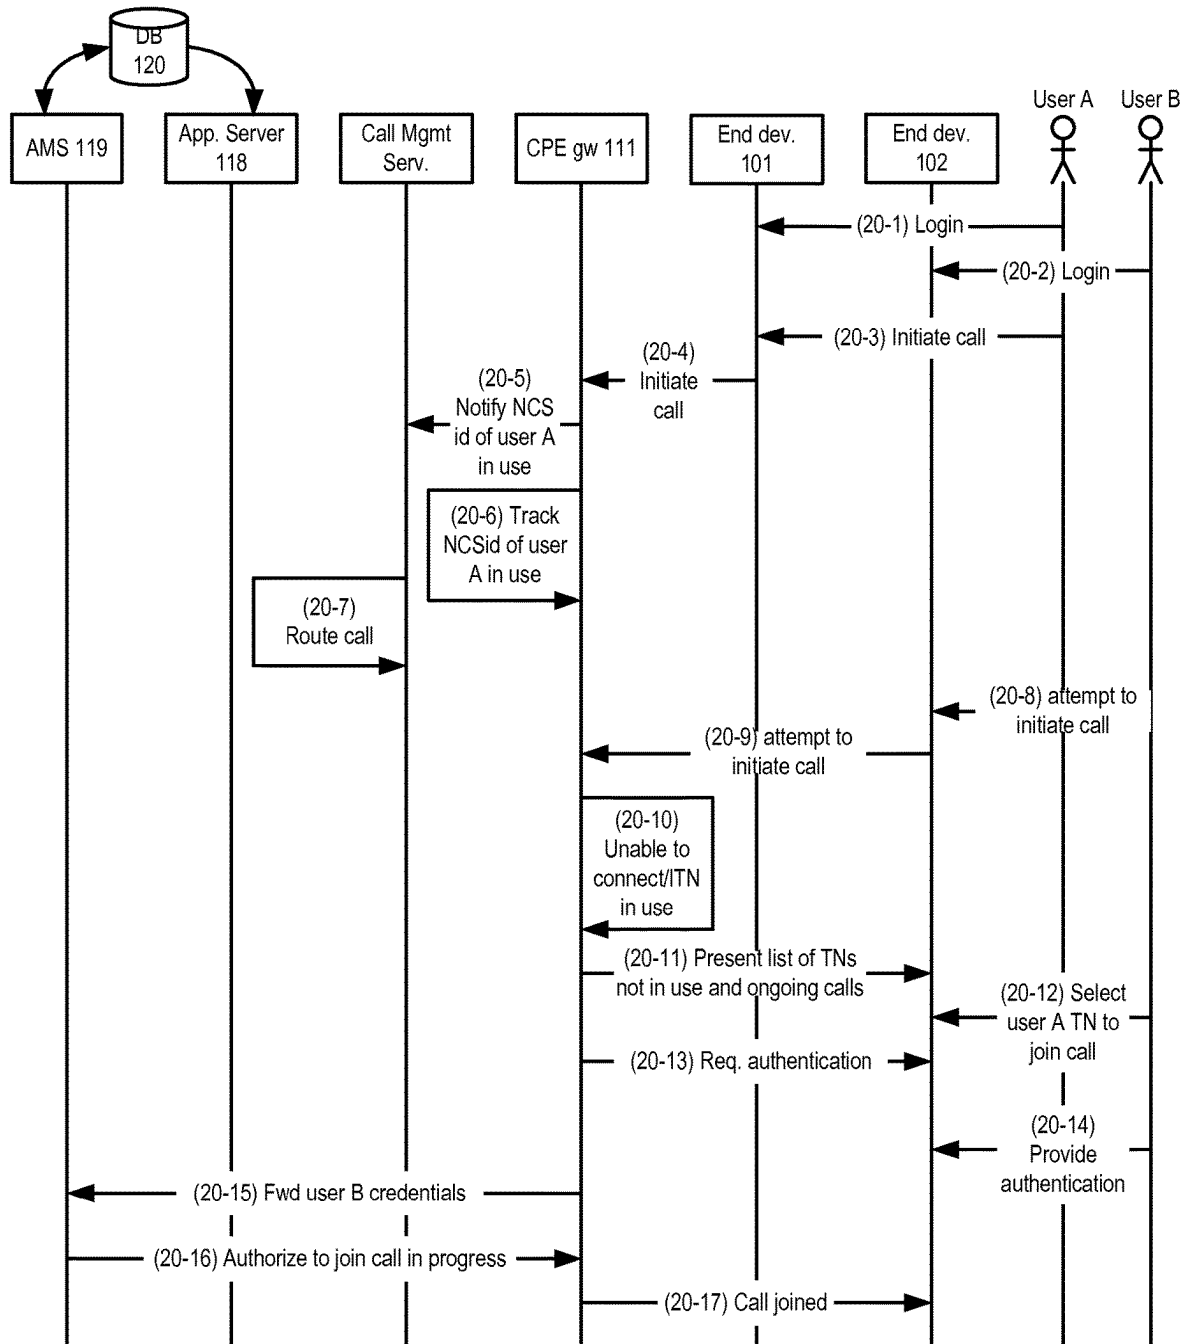 DB
120
User A
User B
AMS 119
App. Server
118
Call Mgmt
Serv.
CPE gw 111
End dev.
101
End dev.
102
(20-1) Login
(20-2) Login
(20-3) Initiate call
(20-4)
Initiate
call
(20-5)
Notify NCS
id of user A
in use
(20-6) Track
NCSid of user
A in use
(20-7)
Route call
(20-8) attempt to
initiate call
(20-9) attempt to
initiate call
(20-10)
Unable to
connect/ITN
in use
(20-11) Present list of TNs
not in use and ongoing calls
(20-12) Select
user A TN to
join call
(20-13) Req. authentication
(20-14)
Provide
authentication
(20-15) Fwd user B credentials
(20-16) Authorize to join call in progress
(20-17) Call joined